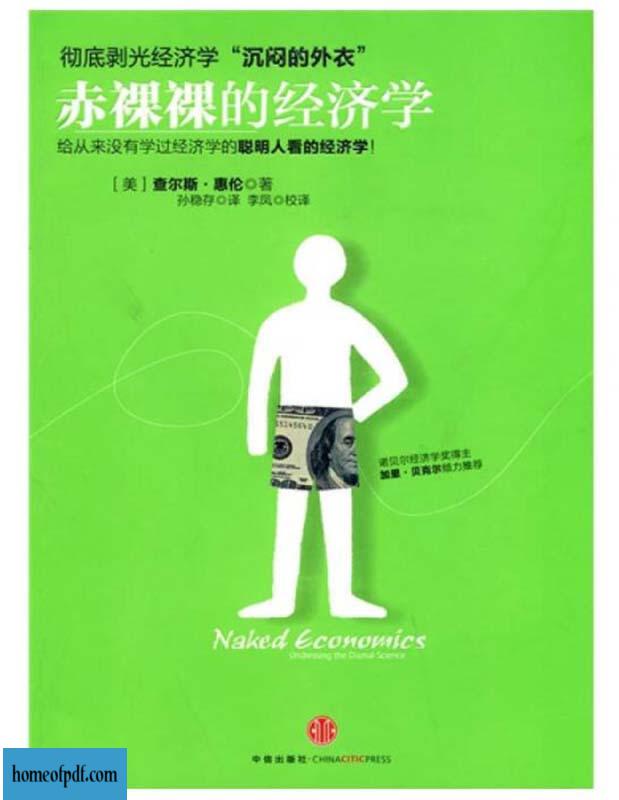 彻底剥光经济学“沉闷的外衣”
赤裸裸的经济学
给从来没有学过经济学的聪明人看的经济学！
［美］查尔斯·惠伦◎著
孙稳存◎译 李凤◎校译
诺贝尔经济学奖得主
加里·贝克尔倾力推荐
Naked Economics
Undressing the Dismal Science
中信出版社·CHINACITICPRESS
homeofpdf.com